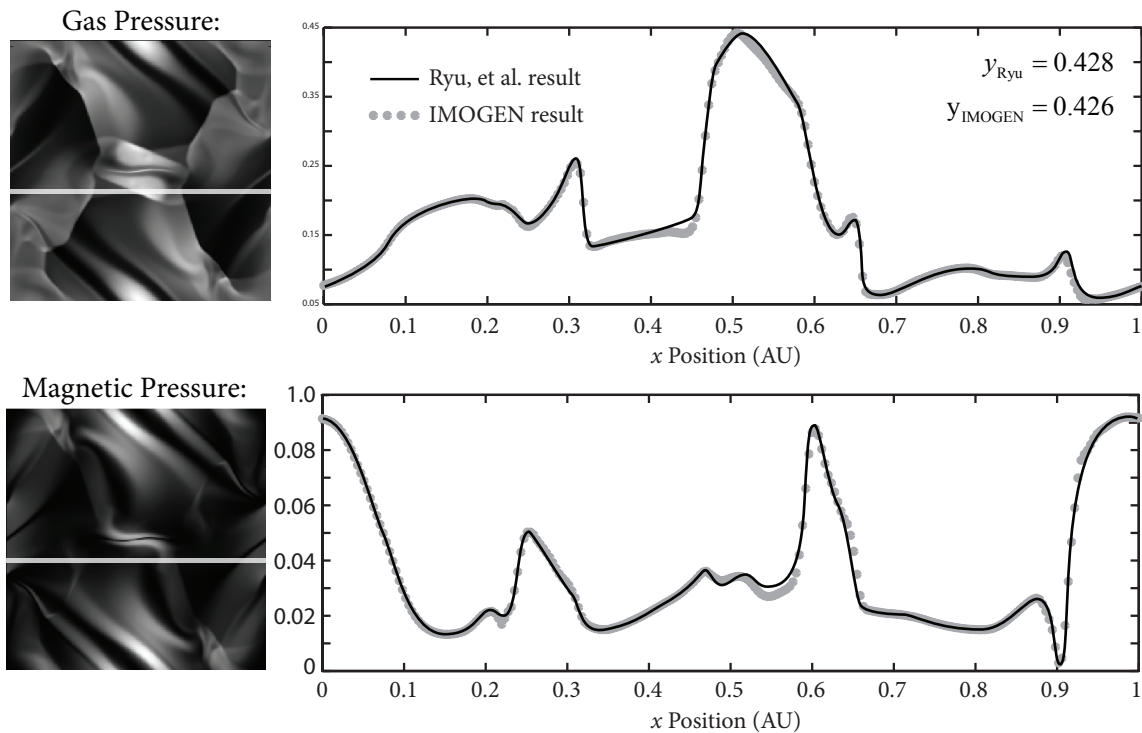 Gas Pressure:
0.45
0.35
0.25
0.15
0.05
Ryu, et al. result
IMOGEN result
yRyu = 0.428
yIMOGEN = 0.426
0 0.1 0.2 0.3 0.4 0.5 0.6 0.7 0.8 0.9 1
x Position (AU)
Magnetic Pressure:
1.0
0.08
0.06
0.04
0.02
0
0 0.1 0.2 0.3 0.4 0.5 0.6 0.7 0.8 0.9 1
x Position (AU)